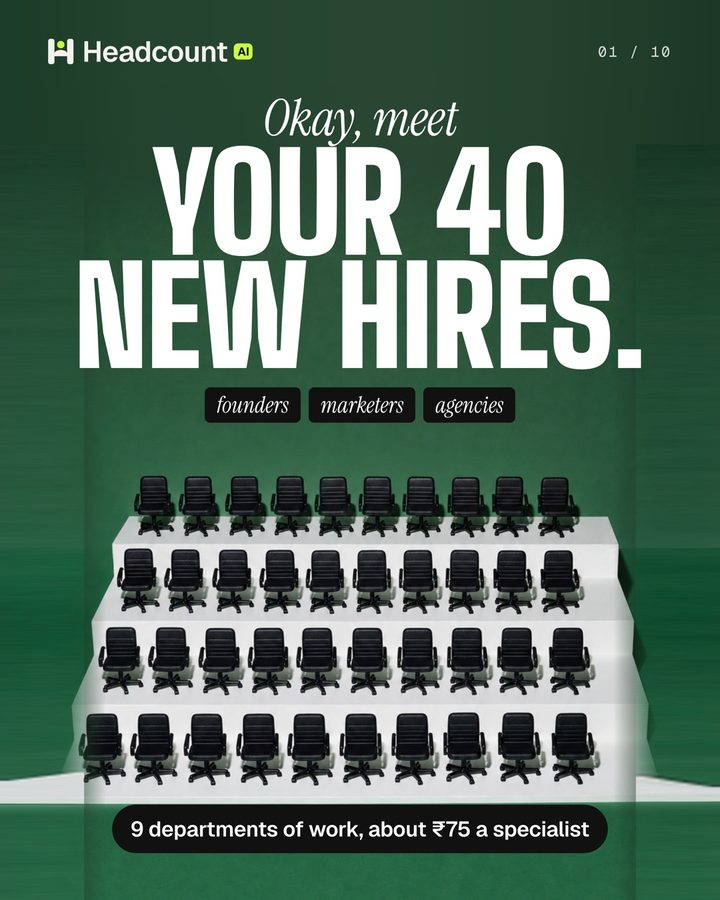 Headcount AI
01 / 10
Okay, meet
YOUR 40
NEW HIRES.
founders marketers agencies
9 departments of work, about ₹75 a specialist